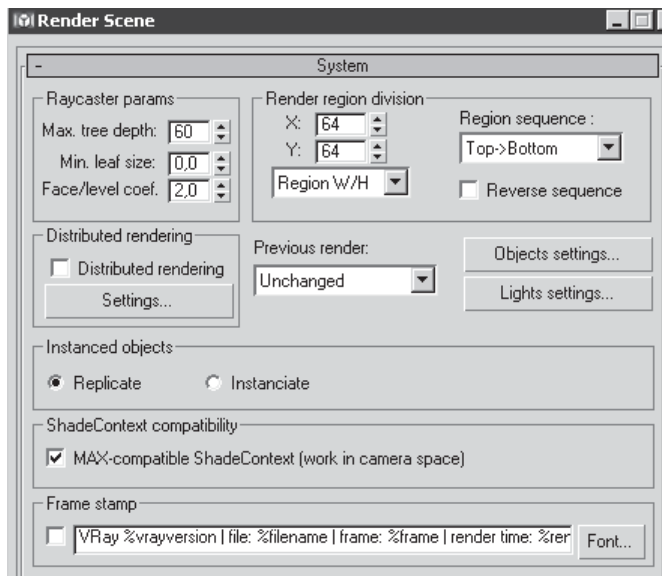 Render Scene
- System
Raycaster params
Max. tree depth: 60
Min. leaf size: 0,0
Face/level coef. 2,0
Render region division
X: 64
Y: 64
Region W/H
Region sequence :
Top->Bottom
Reverse sequence
Distributed rendering
Distributed rendering
Settings...
Previous render:
Unchanged
Objects settings...
Lights settings...
Instanced objects
Replicate Instanciate
ShadeContext compatibility
MAX-compatible ShadeContext (work in camera space)
Frame stamp
VRay %vrayversion | file: %filename | frame: %frame | render time: %ren Font...